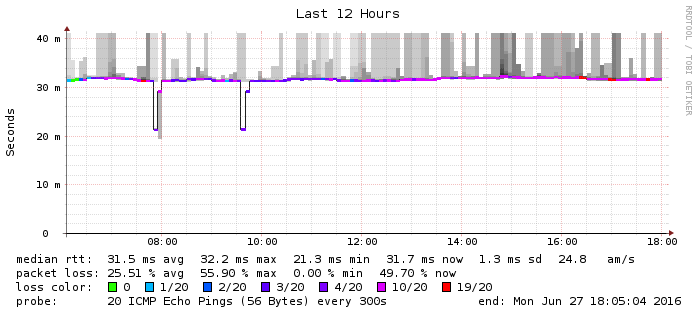 Last 12 Hours
RRDTOOL / TOBI OETIKER
Seconds
40 m
30 m
20 m
10 m
0
08:00 10:00 12:00 14:00 16:00 18:00
median rtt: 31.5 ms avg 32.2 ms max 21.3 ms min 31.7 ms now 1.3 ms sd 24.8 am/s
packet loss: 25.51 % avg 55.90 % max 0.00 % min 49.70 % now
loss color: 0 1/20 2/20 3/20 4/20 10/20 19/20
probe: 20 ICMP Echo Pings (56 Bytes) every 300s end: Mon Jun 27 18:05:04 2016